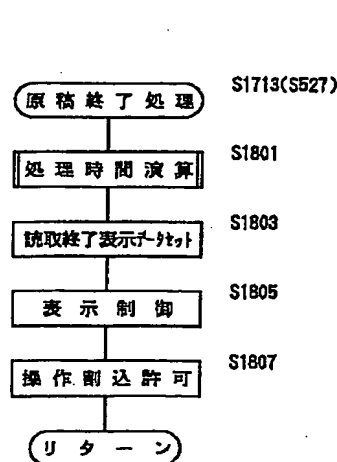 原稿終了処理
S1713(S527)
処理時間演算
S1801
読取終了表示データセット
S1803
表示制御
S1805
操作割込許可
S1807
リターン